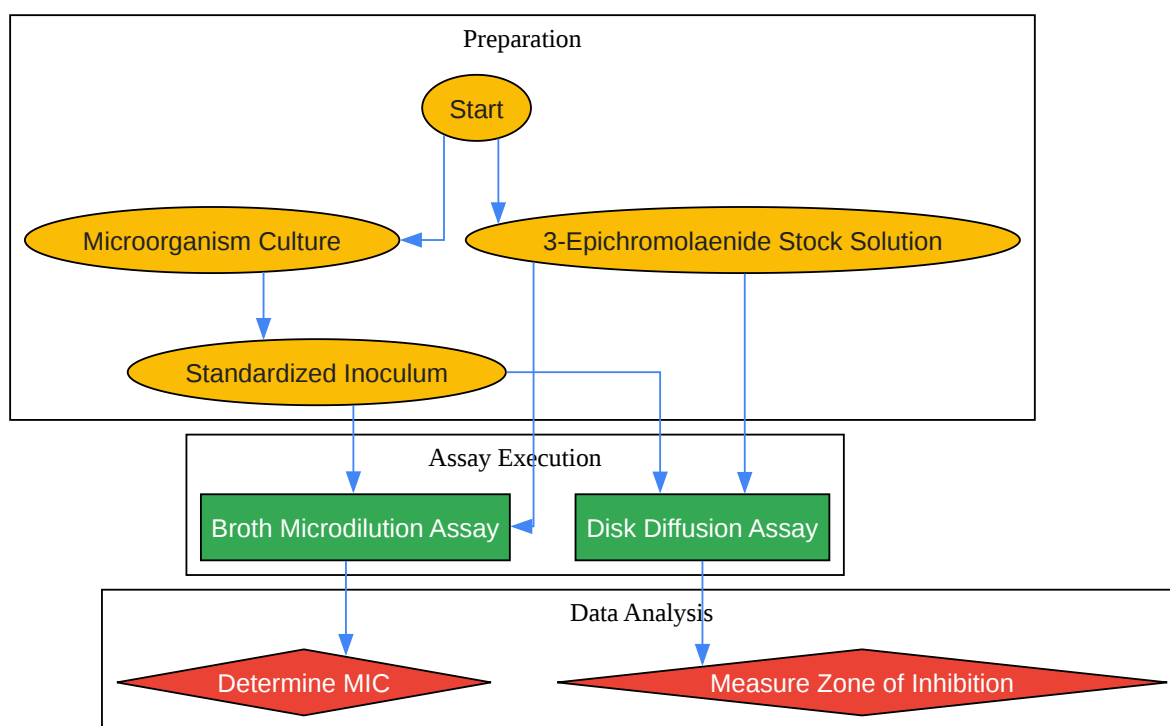 Preparation
Start
Microorganism Culture
3-Epichromolaenide Stock Solution
Standardized Inoculum
Assay Execution
Broth Microdilution Assay
Disk Diffusion Assay
Data Analysis
Determine MIC
Measure Zone of Inhibition